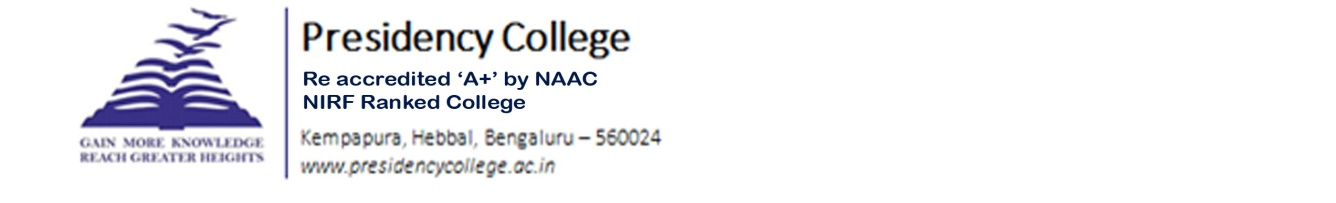 Presidency College
Re accredited ‘A+’ by NAAC
NIRF Ranked College
Kempapura, Hebbal, Bengaluru – 560024
www.presidencycollege.ac.in
GAIN MORE KNOWLEDGE
REACH GREATER HEIGHTS